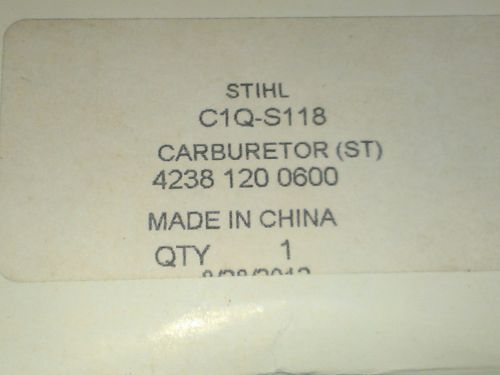 STIHL
C1Q-S118
CARBURETOR (ST)
4238 120 0600
MADE IN CHINA
QTY 1